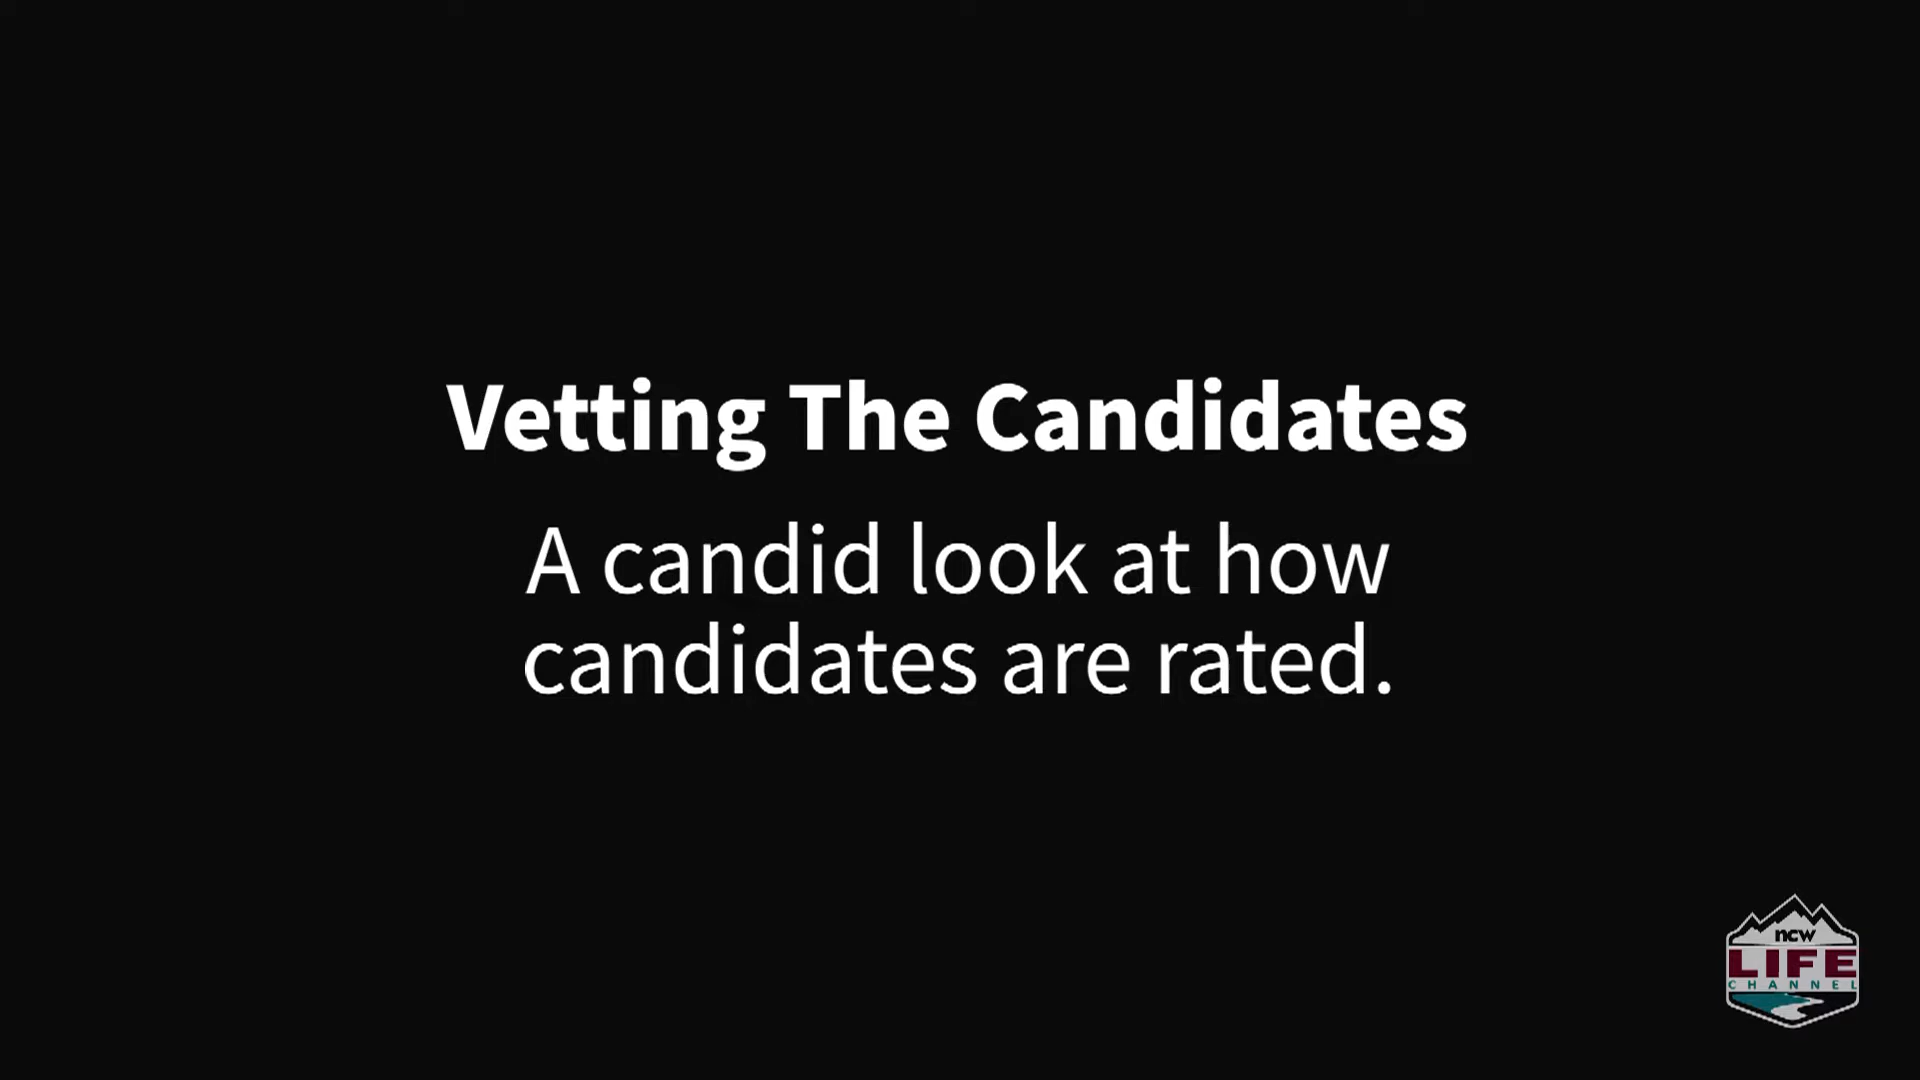 Vetting The Candidates
A candid look at how
candidates are rated.
ncw
LIFE
CHANNEL